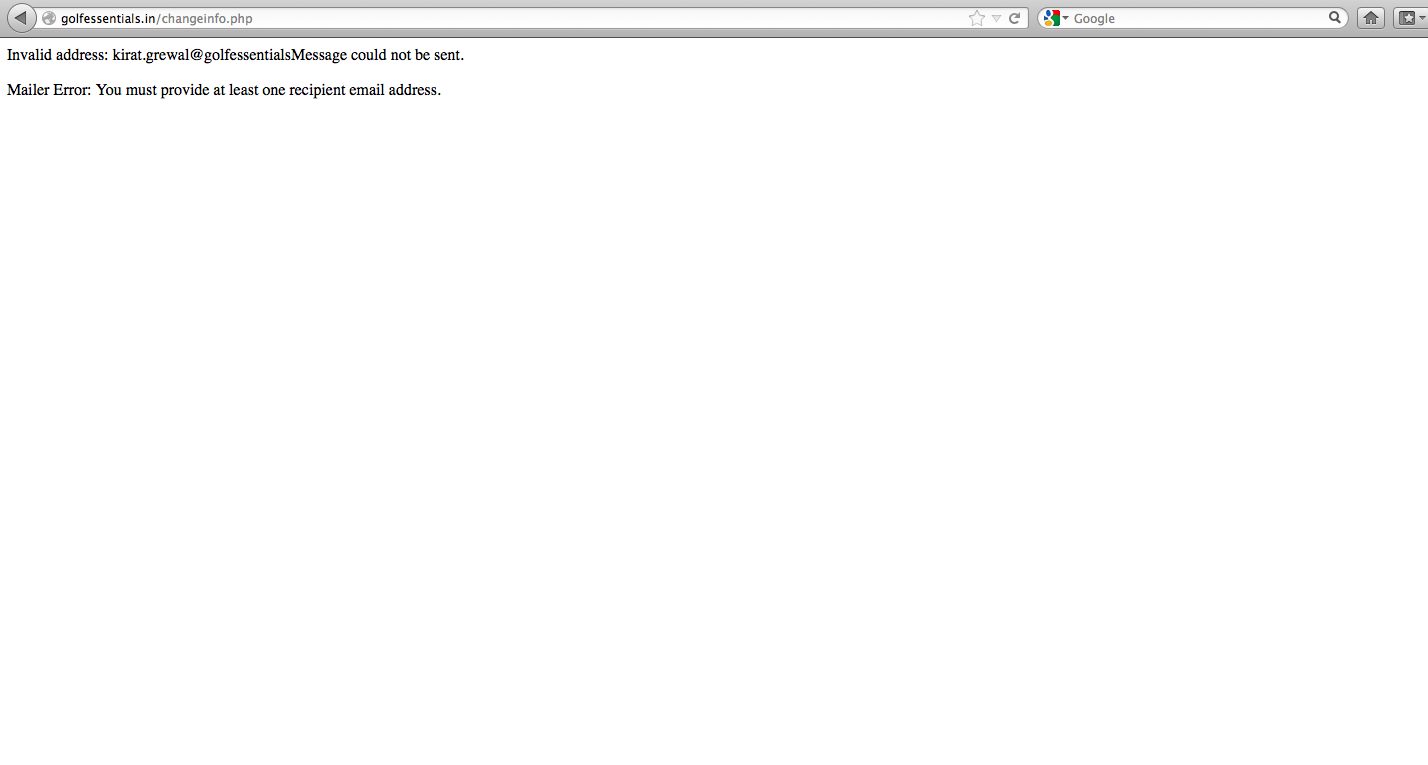 golfessentials.in/changeinfo.php
Google
Invalid address: kirat.grewal@golfessentialsMessage could not be sent.
Mailer Error: You must provide at least one recipient email address.